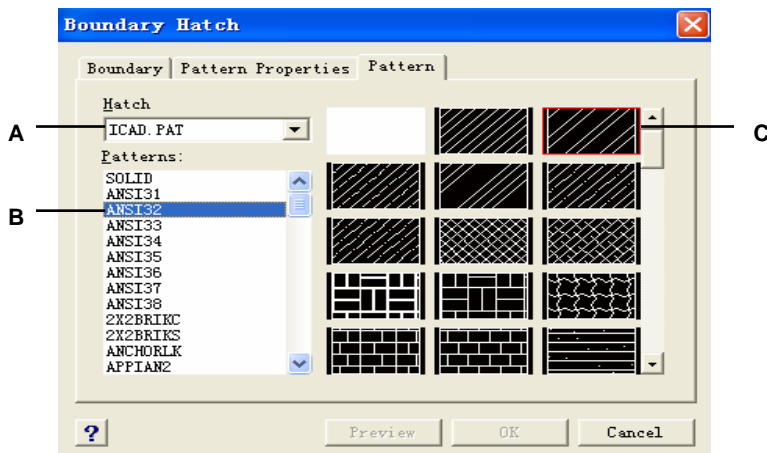 Boundary Hatch
Boundary
Pattern Properties
Pattern
Hatch
A
ICAD.PAT
C
Patterns:
SOLID
ANSI31
B
ANSI32
ANSI33
ANSI34
ANSI35
ANSI36
ANSI37
ANSI38
2X2BRIKC
2X2BRIKS
ANCHORLK
APPIAN2
?
Preview
OK
Cancel